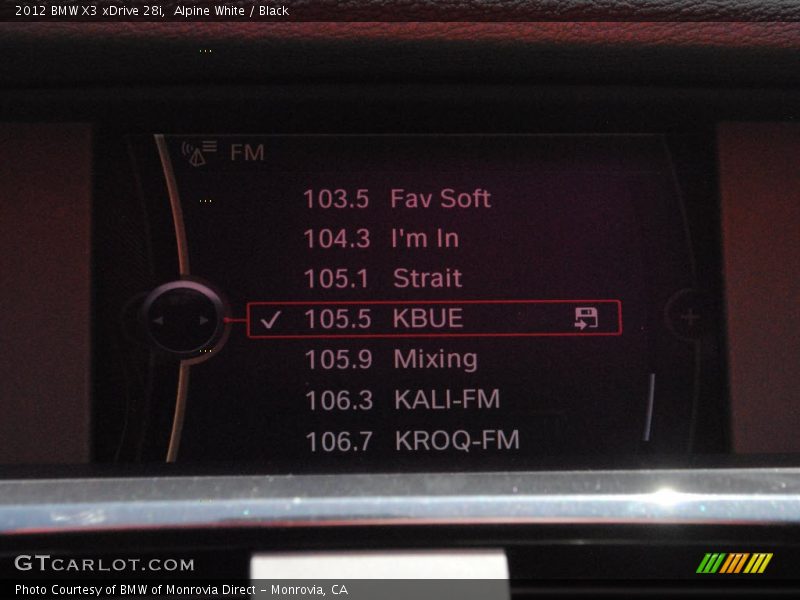 2012 BMW X3 xDrive 28i,  Alpine White / Black
FM
103.5 Fav Soft
104.3 I'm In
105.1 Strait
105.5 KBUE
105.9 Mixing
106.3 KALI-FM
106.7 KROQ-FM
GTCARLOT.COM
Photo Courtesy of BMW of Monrovia Direct - Monrovia, CA